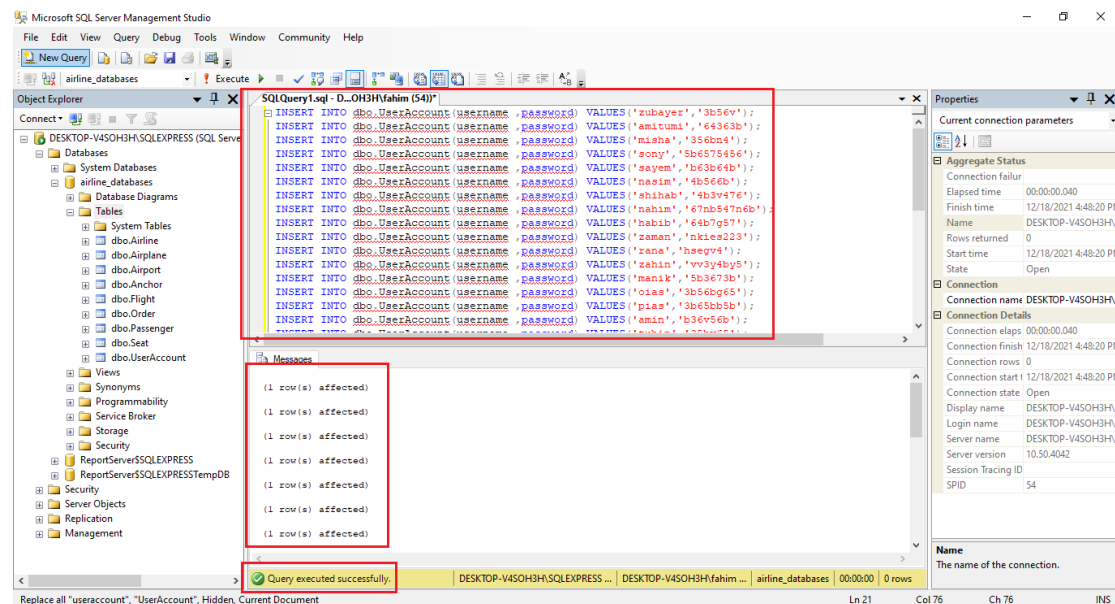 Microsoft SQL Server Management Studio
File Edit View Query Debug Tools Window Community Help
New Query
airline_databases Execute
Object Explorer
Connect
DESKTOP-V4SOH3H\SQLEXPRESS (SQL Serve
Databases
System Databases
airline_databases
Database Diagrams
Tables
System Tables
dbo.Airline
dbo.Airplane
dbo.Airport
dbo.Anchor
dbo.Flight
dbo.Order
dbo.Passenger
dbo.Seat
dbo.UserAccount
Views
Synonyms
Programmability
Service Broker
Storage
Security
ReportServer$SQLEXPRESS
ReportServer$SQLEXPRESSTempDB
Security
Server Objects
Replication
Management
SQLQuery1.sql - D...OH3H\fahim (54))*
INSERT INTO dbo.UserAccount(username ,password) VALUES('zubayer','3b56v');
INSERT INTO dbo.UserAccount(username ,password) VALUES('amitumi','64363b');
INSERT INTO dbo.UserAccount(username ,password) VALUES('misha','356bn4');
INSERT INTO dbo.UserAccount(username ,password) VALUES('sony','5b6575456');
INSERT INTO dbo.UserAccount(username ,password) VALUES('sayem','b63b64b');
INSERT INTO dbo.UserAccount(username ,password) VALUES('nasim','4b566b');
INSERT INTO dbo.UserAccount(username ,password) VALUES('shihab','4b3v476');
INSERT INTO dbo.UserAccount(username ,password) VALUES('nahim','67nb547n6b');
INSERT INTO dbo.UserAccount(username ,password) VALUES('habib','64b7g57');
INSERT INTO dbo.UserAccount(username ,password) VALUES('zaman','nkies223');
INSERT INTO dbo.UserAccount(username ,password) VALUES('rana','hsegv4');
INSERT INTO dbo.UserAccount(username ,password) VALUES('zahin','vv3y4by5');
INSERT INTO dbo.UserAccount(username ,password) VALUES('manik','5b3673b');
INSERT INTO dbo.UserAccount(username ,password) VALUES('oias','3b56bg65');
INSERT INTO dbo.UserAccount(username ,password) VALUES('pias','3b65bb5b');
INSERT INTO dbo.UserAccount(username ,password) VALUES('amin','b36v56b');
Messages
(1 row(s) affected)
(1 row(s) affected)
(1 row(s) affected)
(1 row(s) affected)
(1 row(s) affected)
(1 row(s) affected)
(1 row(s) affected)
Query executed successfully. DESKTOP-V4SOH3H\SQLEXPRESS ... DESKTOP-V4SOH3H\fahim ... airline_databases 00:00:00 0 rows
Properties
Current connection parameters
Aggregate Status
Connection failur
Elapsed time 00:00:00.040
Finish time 12/18/2021 4:48:20 PM
Name DESKTOP-V4SOH3H\
Rows returned 0
Start time 12/18/2021 4:48:20 PM
State Open
Connection
Connection name DESKTOP-V4SOH3H\
Connection Details
Connection elaps 00:00:00.040
Connection finish 12/18/2021 4:48:20 PM
Connection rows 0
Connection start t 12/18/2021 4:48:20 PM
Connection state Open
Display name DESKTOP-V4SOH3H\
Login name DESKTOP-V4SOH3H\
Server name DESKTOP-V4SOH3H\
Server version 10.50.4042
Session Tracing ID
SPID 54
Name
The name of the connection.
Replace all "useraccount", "UserAccount", Hidden, Current Document Ln 21 Col 76 Ch 76 INS